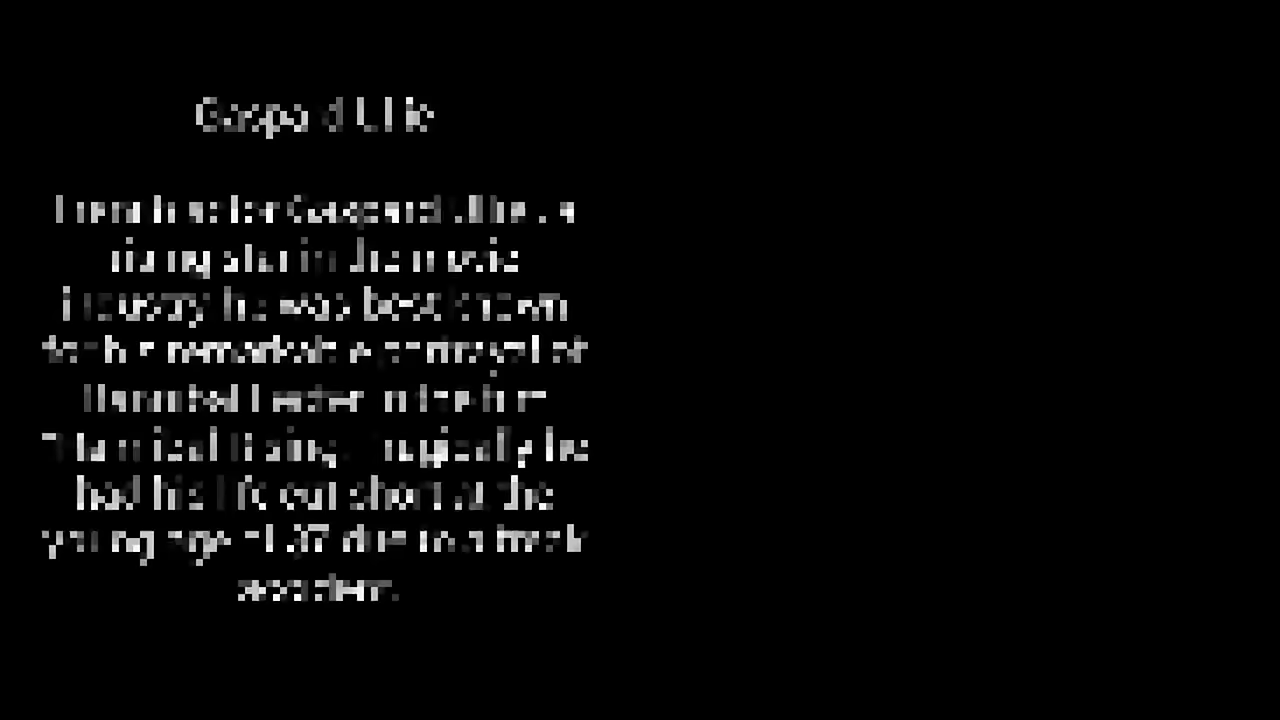 Gaspard Ulliel
French actor Gaspard Ulliel a
rising star in the movie
industry he was best known
for his remarkable portrayal of
Hannibal Lecter in the film
"Hannibal Rising. Tragically he
had his life cut short at the
young age of 37 due to a freak
accident.